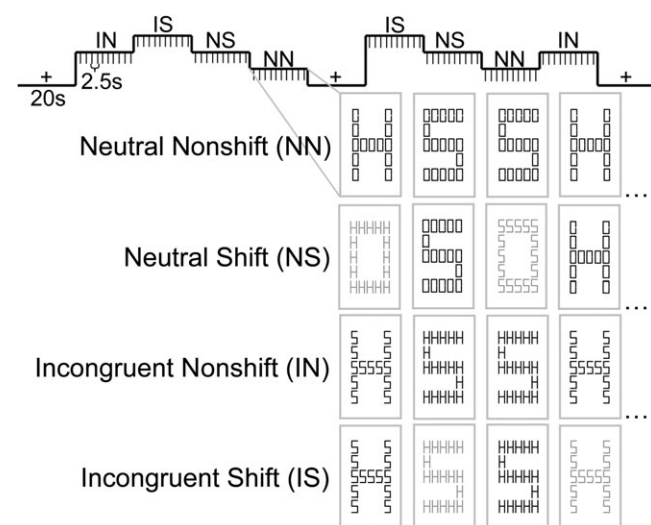 IS IS
IN NS NS IN
NN NN
+ + +
20s 2.5s
Neutral Nonshift (NN) H S S H ...
Neutral Shift (NS) O S O H ...
Incongruent Nonshift (IN) H S S H ...
Incongruent Shift (IS) H S S H